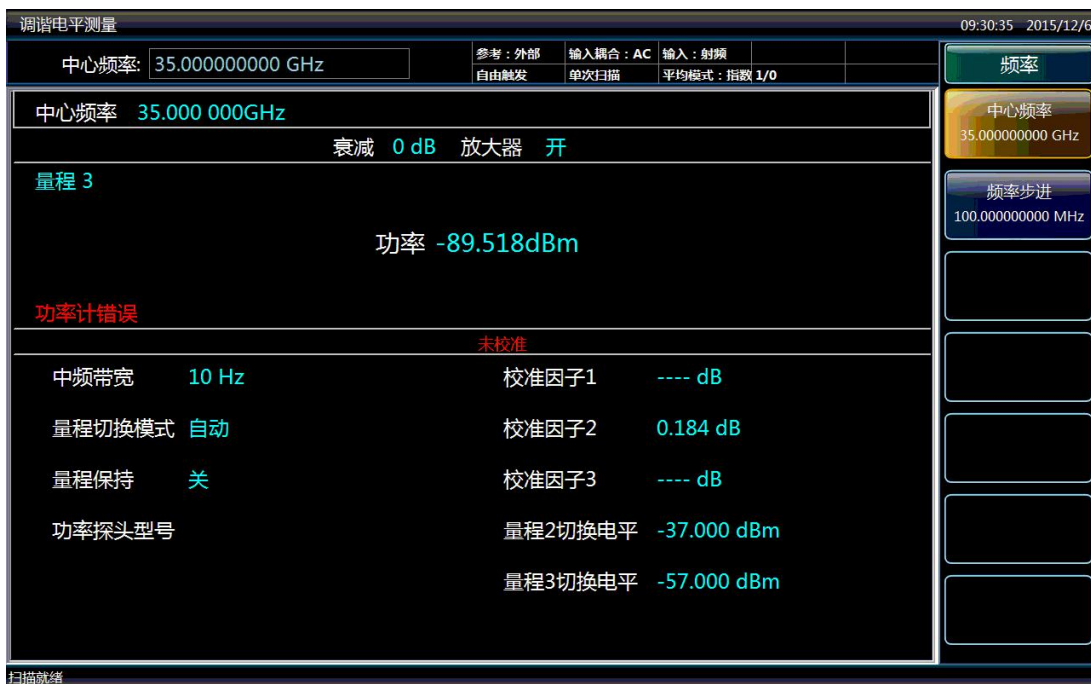 调谐电平测量
09:30:35 2015/12/6
中心频率: 35.000000000 GHz
参考：外部 输入耦合：AC 输入：射频
自由触发 单次扫描 平均模式：指数 1/0
频率
中心频率 35.000 000GHz
中心频率
35.000000000 GHz
衰减 0 dB 放大器 开
量程 3
频率步进
100.000000000 MHz
功率 -89.518dBm
功率计错误
未校准
中频带宽 10 Hz 校准因子1 ---- dB
量程切换模式 自动 校准因子2 0.184 dB
量程保持 关 校准因子3 ---- dB
功率探头型号 量程2切换电平 -37.000 dBm
量程3切换电平 -57.000 dBm
扫描就绪